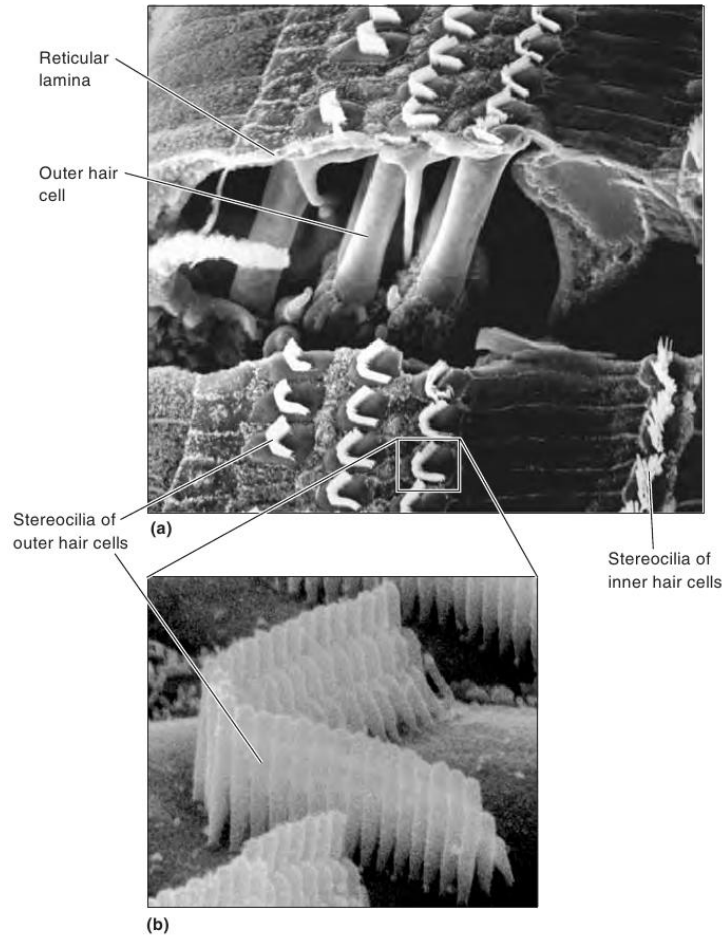 Reticular
lamina
Outer hair
cell
Stereocilia of
outer hair cells
(a)
Stereocilia of
inner hair cells
(b)